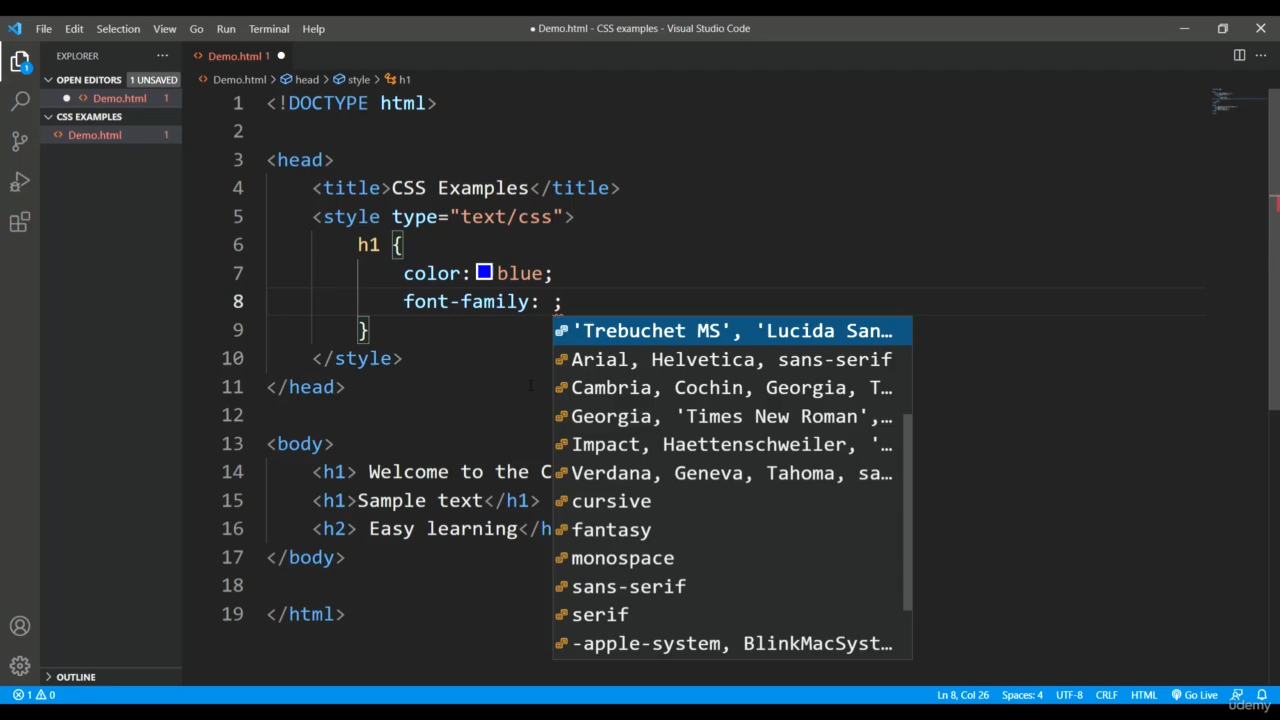 File Edit Selection View Go Run Terminal Help
● Demo.html - CSS examples - Visual Studio Code
EXPLORER
OPEN EDITORS 1 UNSAVED
Demo.html 1
CSS EXAMPLES
Demo.html 1
OUTLINE
Demo.html 1
Demo.html > head > style > h1
1 <!DOCTYPE html>
2
3 <head>
4 <title>CSS Examples</title>
5 <style type="text/css">
6 h1 {
7 color: blue;
8 font-family: ;
9 }
10 </style>
11 </head>
12
13 <body>
14 <h1> Welcome to the C
15 <h1>Sample text</h1>
16 <h2> Easy learning</h
17 </body>
18
19 </html>
'Trebuchet MS', 'Lucida San…
Arial, Helvetica, sans-serif
Cambria, Cochin, Georgia, T…
Georgia, 'Times New Roman',…
Impact, Haettenschweiler, '…
Verdana, Geneva, Tahoma, sa…
cursive
fantasy
monospace
sans-serif
serif
-apple-system, BlinkMacSyst…
1 0
Ln 8, Col 26 Spaces: 4 UTF-8 CRLF HTML Go Live
udemy